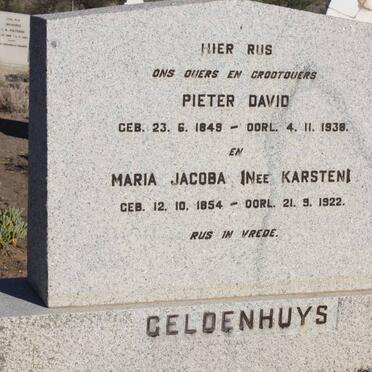 HIER RUS
ONS OUERS EN GROOTOUERS
PIETER DAVID
GEB. 23. 6. 1849 – OORL. 4. 11. 1938.
EN
MARIA JACOBA (NEE KARSTEN)
GEB. 12. 10. 1854 – OORL. 21. 9. 1922.
RUS IN VREDE.
GELDENHUYS